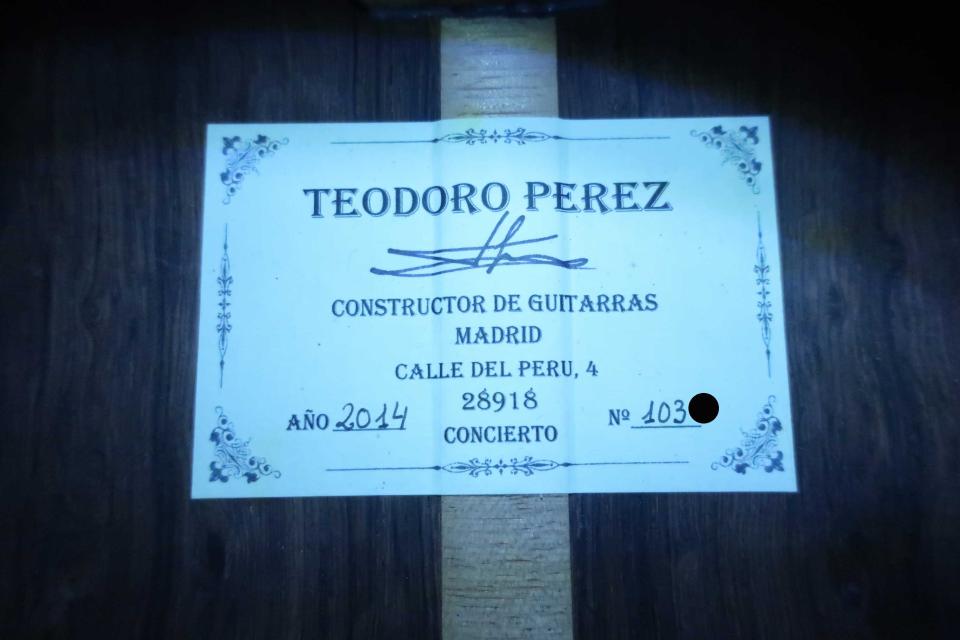 TEODORO PEREZ
CONSTRUCTOR DE GUITARRAS
MADRID
CALLE DEL PERU, 4
28918
AÑO 2014
CONCIERTO
Nº 103